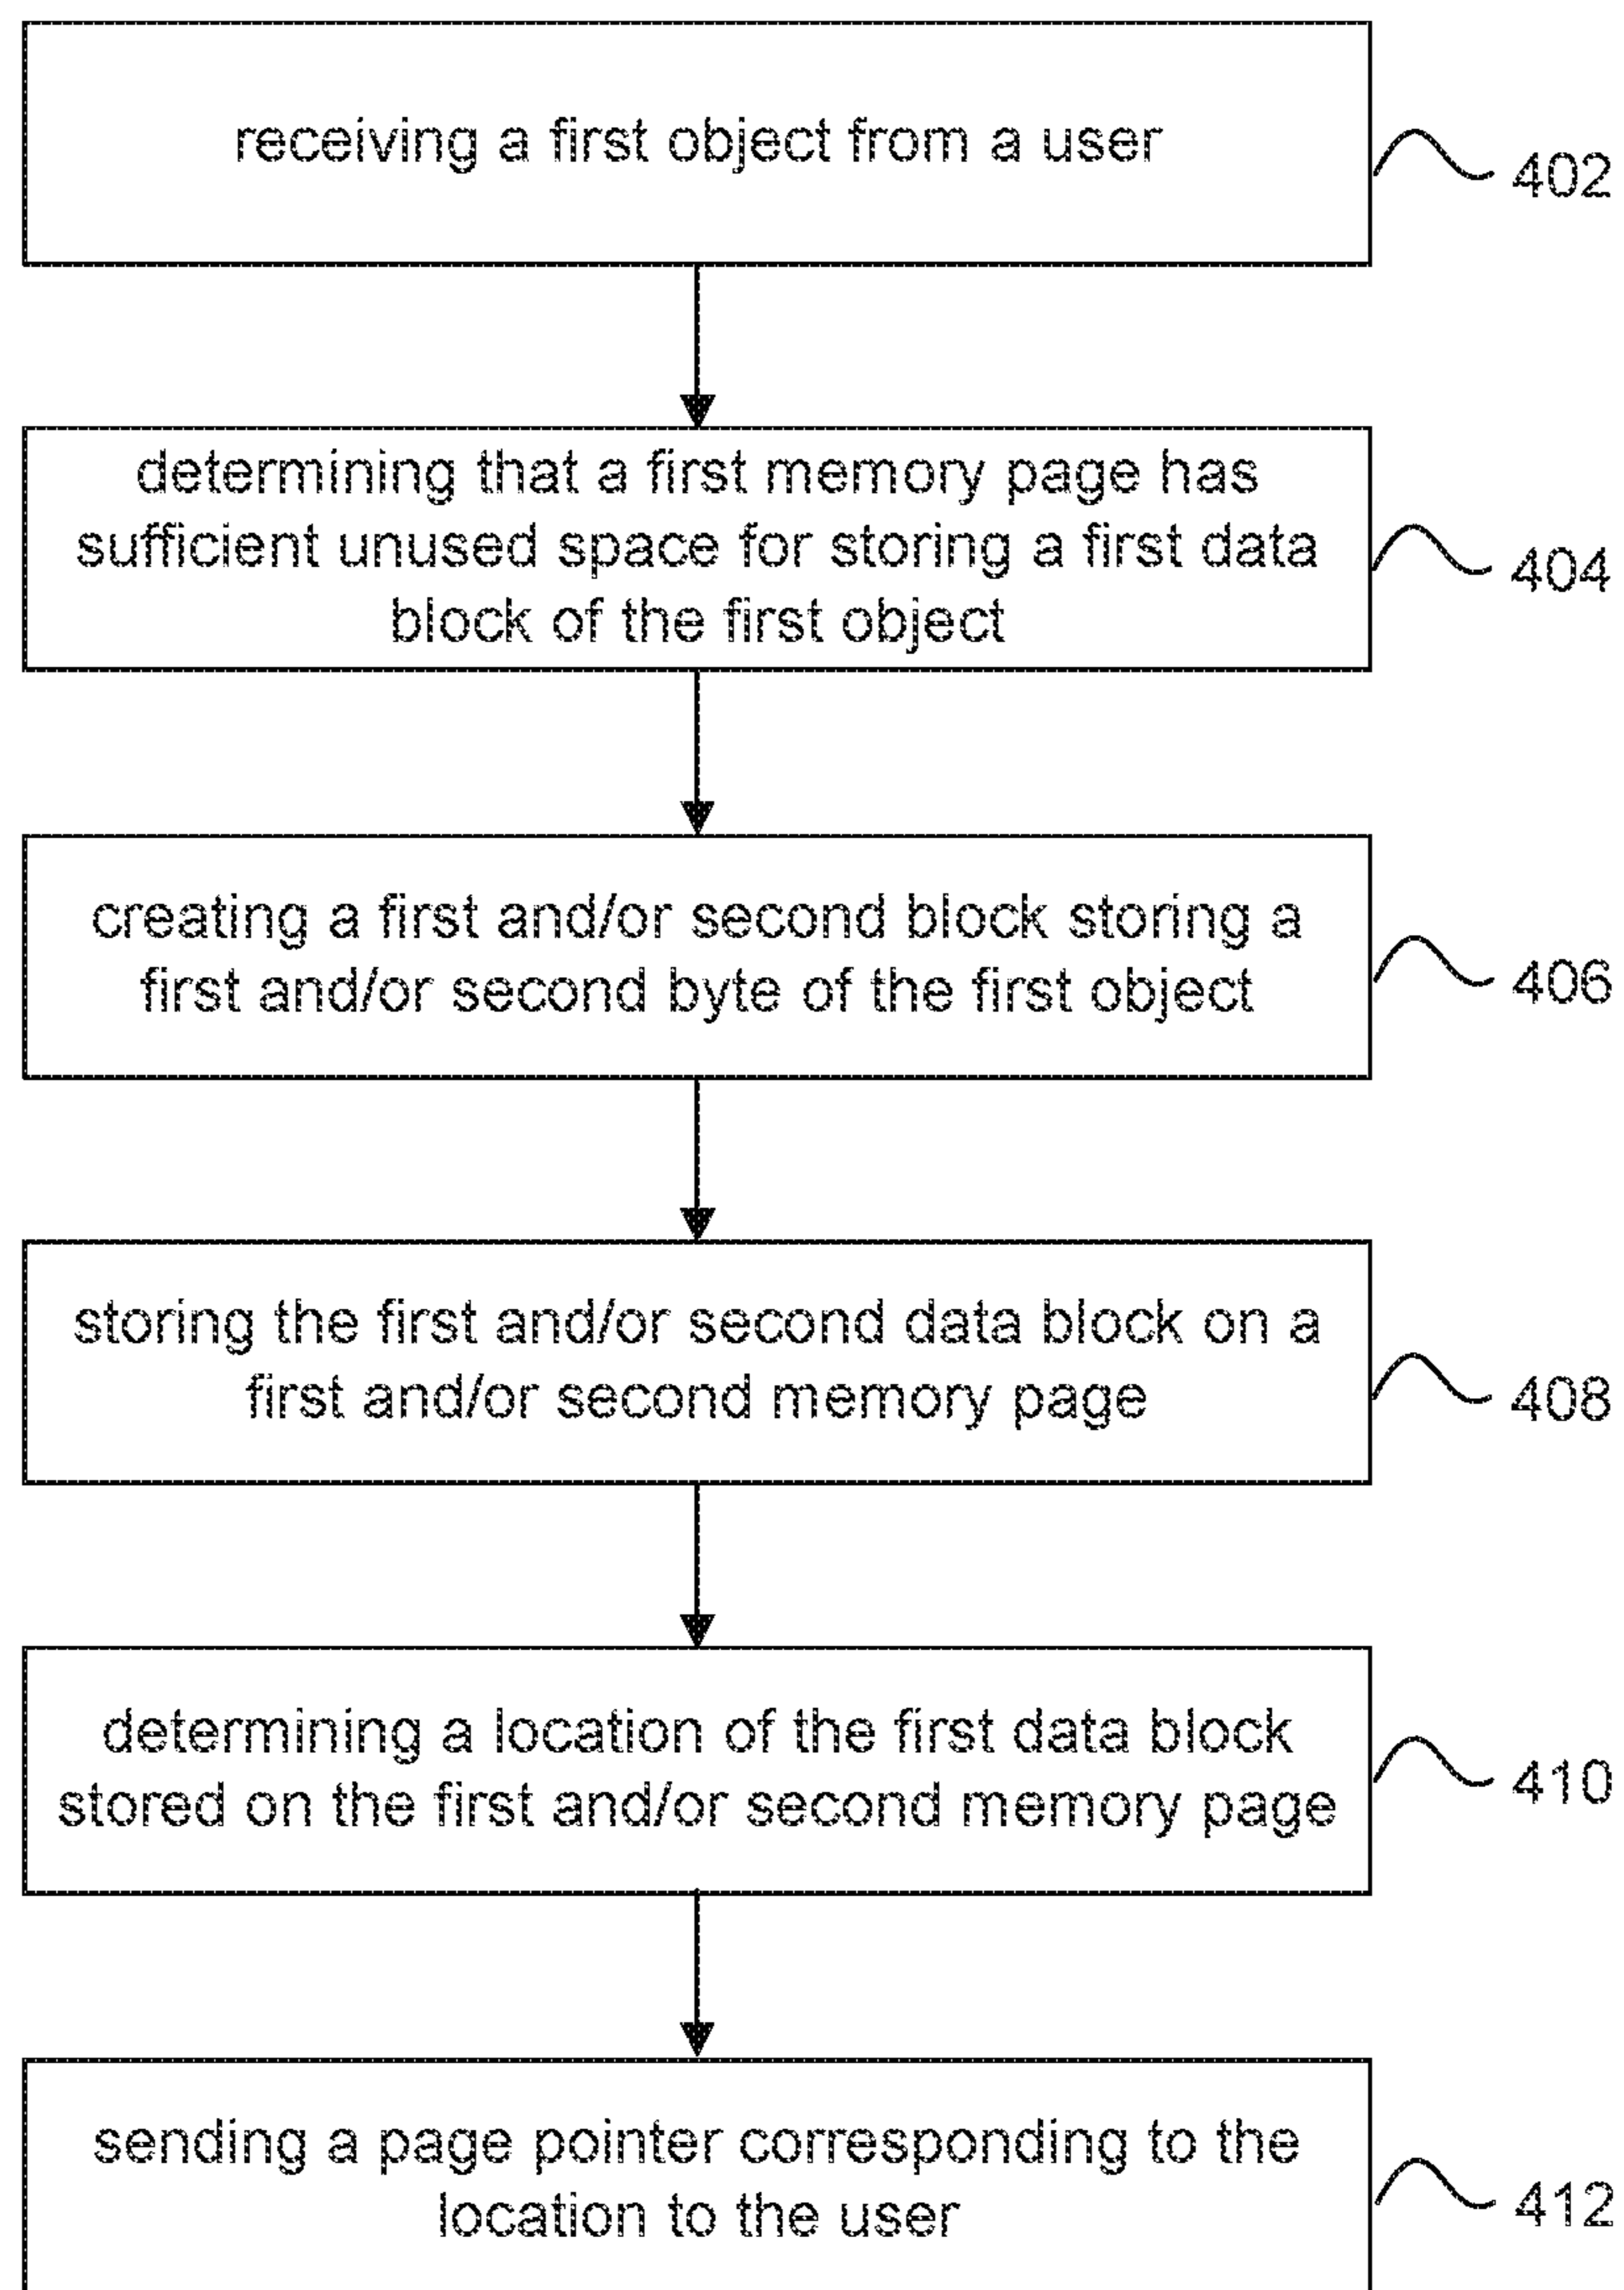 receiving a first object from a user
402
determining that a first memory page has
sufficient unused space for storing a first data
block of the first object
404
creating a first and/or second block storing a
first and/or second byte of the first object
406
storing the first and/or second data block on a
first and/or second memory page
408
determining a location of the first data block
stored on the first and/or second memory page
410
sending a page pointer corresponding to the
location to the user
412